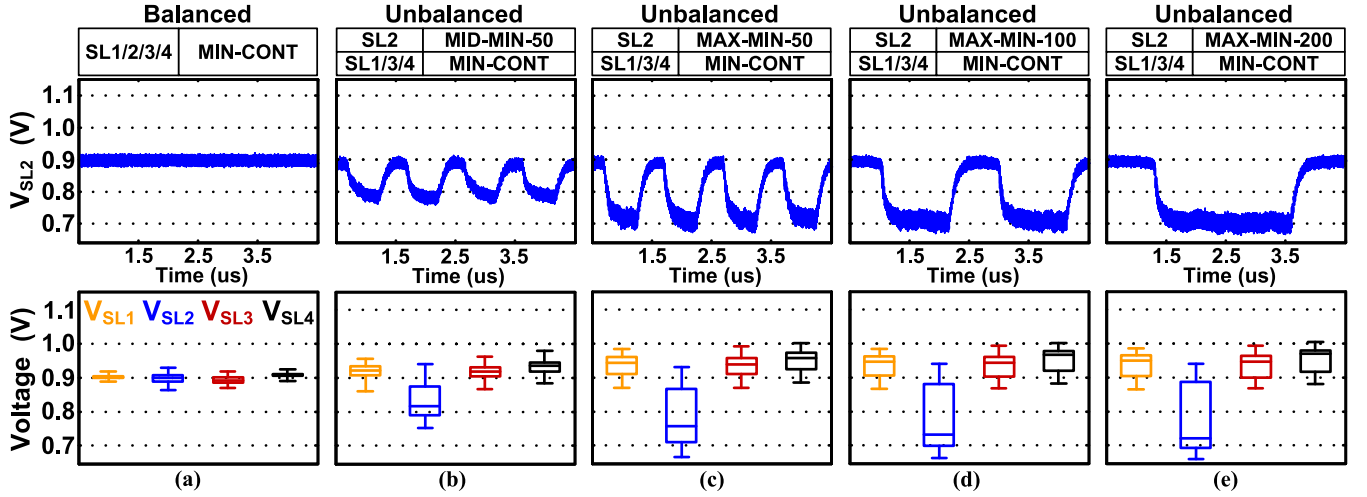 Balanced Unbalanced Unbalanced Unbalanced Unbalanced
SL1/2/3/4 MIN-CONT
SL2 MID-MIN-50 SL2 MAX-MIN-50 SL2 MAX-MIN-100 SL2 MAX-MIN-200
SL1/3/4 MIN-CONT SL1/3/4 MIN-CONT SL1/3/4 MIN-CONT SL1/3/4 MIN-CONT
VSL2 (V)
1.1
1.0
0.9
0.8
0.7
1.5 2.5 3.5 1.5 2.5 3.5 1.5 2.5 3.5 1.5 2.5 3.5 1.5 2.5 3.5
Time (us) Time (us) Time (us) Time (us) Time (us)
Voltage (V)
1.1
1.0
0.9
0.8
0.7
VSL1 VSL2 VSL3 VSL4
(a) (b) (c) (d) (e)